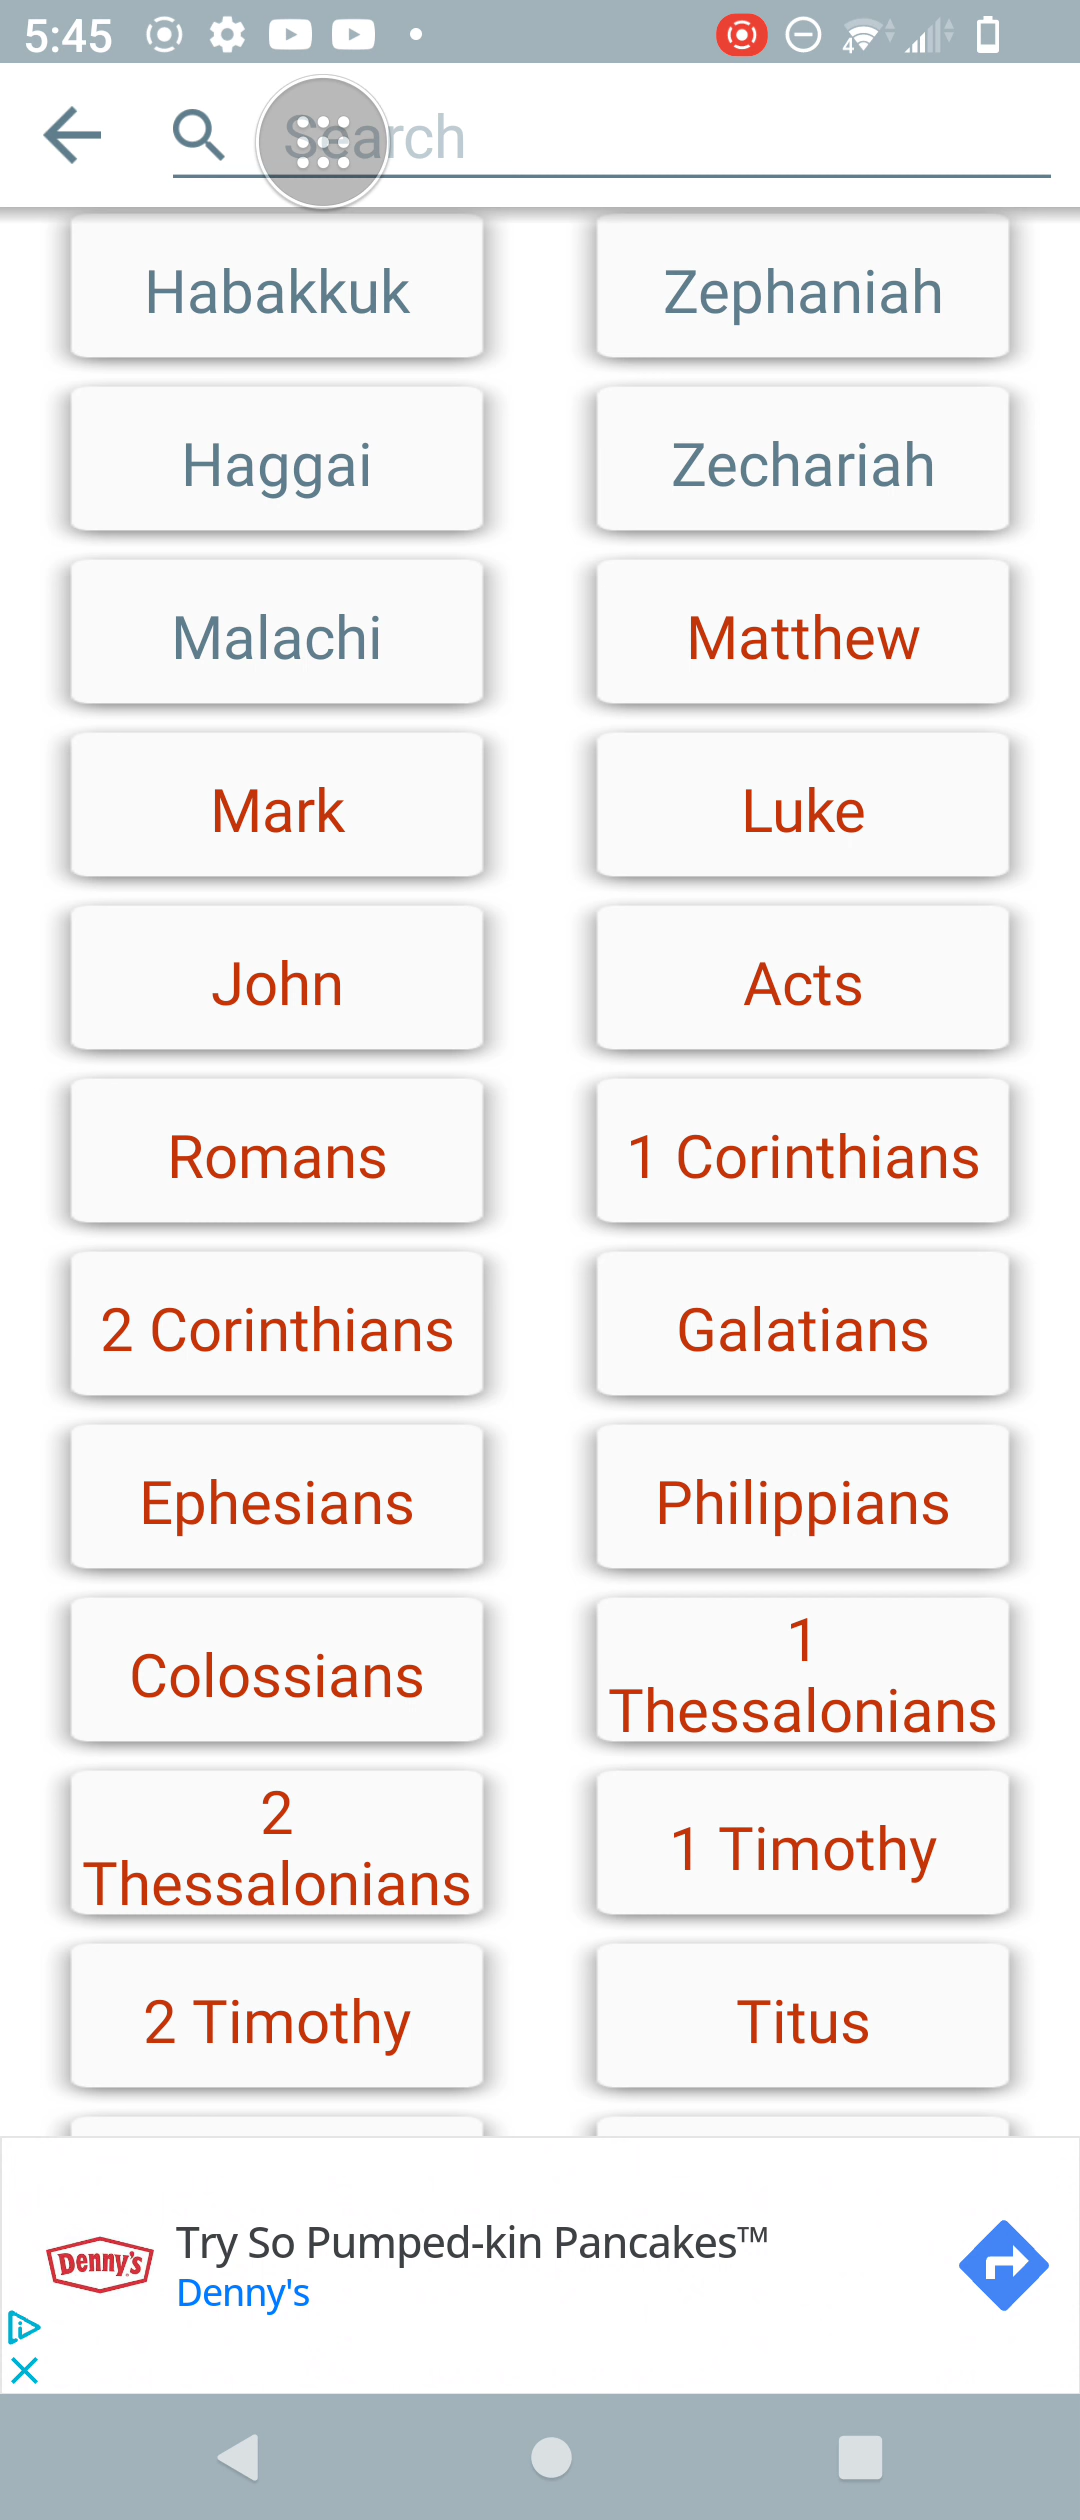 5:45
4
Search
Habakkuk Zephaniah
Haggai Zechariah
Malachi Matthew
Mark Luke
John Acts
Romans 1 Corinthians
2 Corinthians Galatians
Ephesians Philippians
Colossians 1 Thessalonians
2 Thessalonians 1 Timothy
2 Timothy Titus
Denny's
Try So Pumped-kin Pancakes™
Denny's